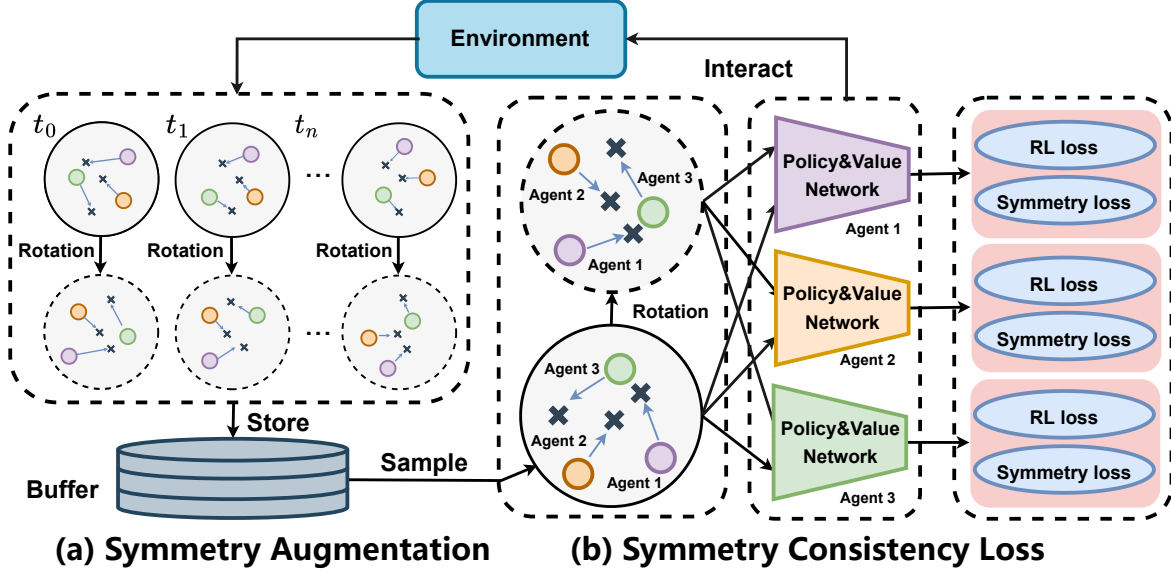 Environment
Interact
t0
t1
tn
...
Rotation
Rotation
Rotation
...
Store
Buffer
Sample
Agent 2
Agent 3
Agent 1
Rotation
Agent 3
Agent 2
Agent 1
Policy&Value
Network
Agent 1
Policy&Value
Network
Agent 2
Policy&Value
Network
Agent 3
RL loss
Symmetry loss
RL loss
Symmetry loss
RL loss
Symmetry loss
(a) Symmetry Augmentation
(b) Symmetry Consistency Loss